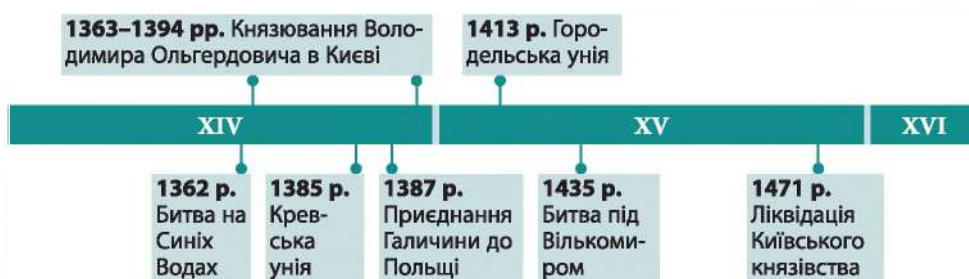 1363–1394 рр. Князювання Воло-
димира Ольгердовича в Києві
1413 р. Горо-
дельська унія
XIV
XV
XVI
1362 р.
Битва на
Синіх
Водах
1385 р.
Крев-
ська
унія
1387 р.
Приєднання
Галичини до
Польщі
1435 р.
Битва під
Вількоми-
ром
1471 р.
Ліквідація
Київського
князівства